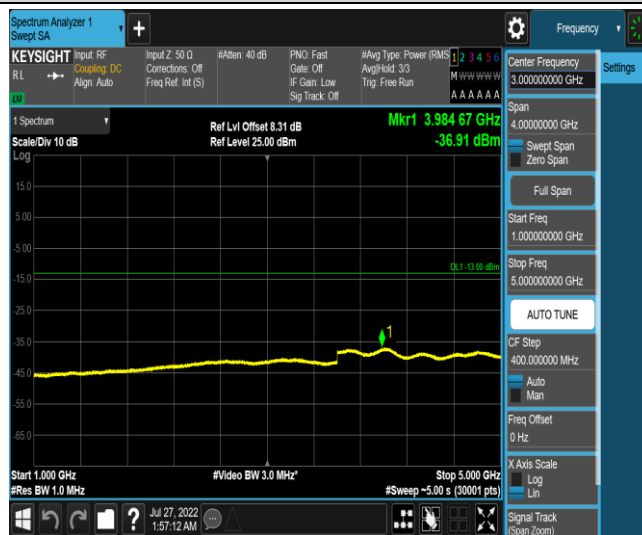 Spectrum Analyzer 1
Swept SA
Frequency
KEYSIGHT
RL
Input: RF
Coupling: DC
Align: Auto
Input Z: 50 Ω
Corrections: Off
Freq Ref: Int (S)
#Atten: 40 dB
PNO: Fast
Gate: Off
IF Gain: Low
Sig Track: Off
#Avg Type: Power (RMS
Avg|Hold: 3/3
Trig: Free Run
1 2 3 4 5 6
M W W W W W
A A A A A A
1 Spectrum
Scale/Div 10 dB
Log
Ref Lvl Offset 8.31 dB
Ref Level 25.00 dBm
Mkr1 3.984 67 GHz
-36.91 dBm
15.0
5.00
-5.00
-15.0
-25.0
-35.0
-45.0
-55.0
-65.0
DL1 -13.00 dBm
1
Start 1.000 GHz
#Res BW 1.0 MHz
#Video BW 3.0 MHz*
Stop 5.000 GHz
#Sweep ~5.00 s (30001 pts)
Jul 27, 2022
1:57:12 AM
Center Frequency
3.000000000 GHz
Span
4.00000000 GHz
Swept Span
Zero Span
Full Span
Start Freq
1.000000000 GHz
Stop Freq
5.000000000 GHz
AUTO TUNE
CF Step
400.000000 MHz
Auto
Man
Freq Offset
0 Hz
X Axis Scale
Log
Lin
Signal Track
(Span Zoom)
Settings